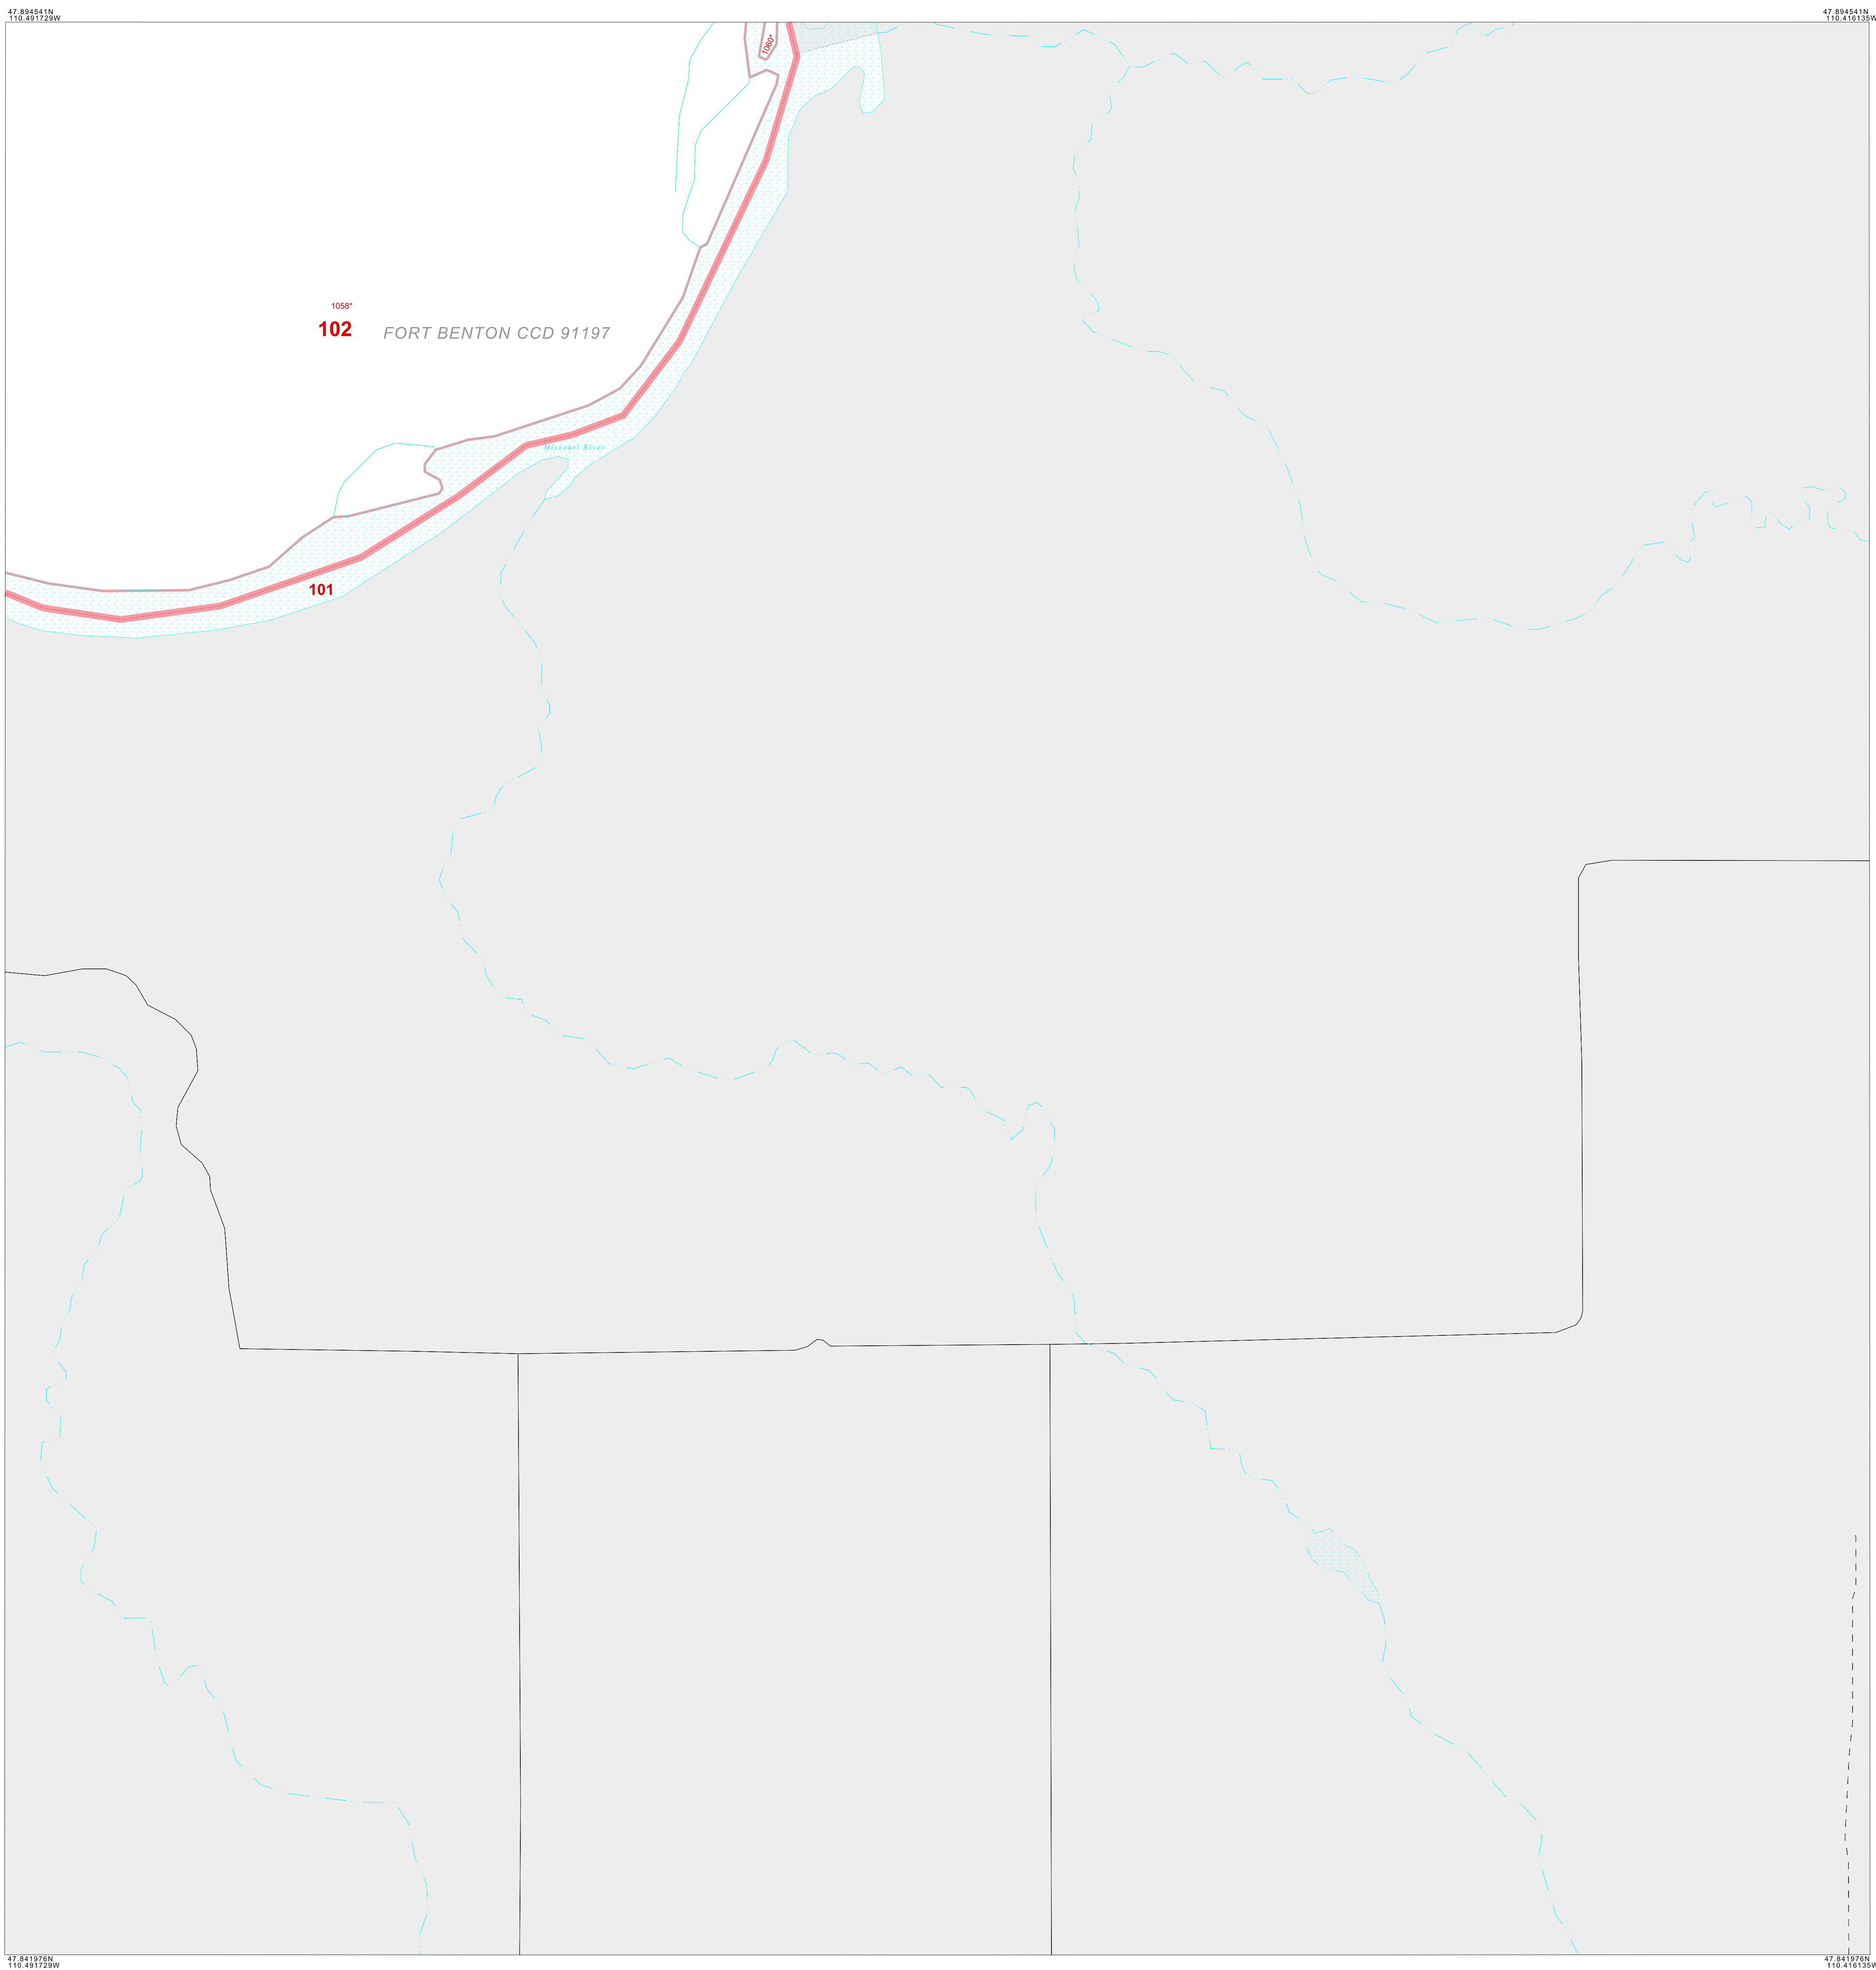 47.894541N
110.491729W
47.894541N
110.416135W
1060*
1058*
102
FORT BENTON CCD 91197
Missouri River
101
47.841976N
110.491729W
47.841976N
110.416135W